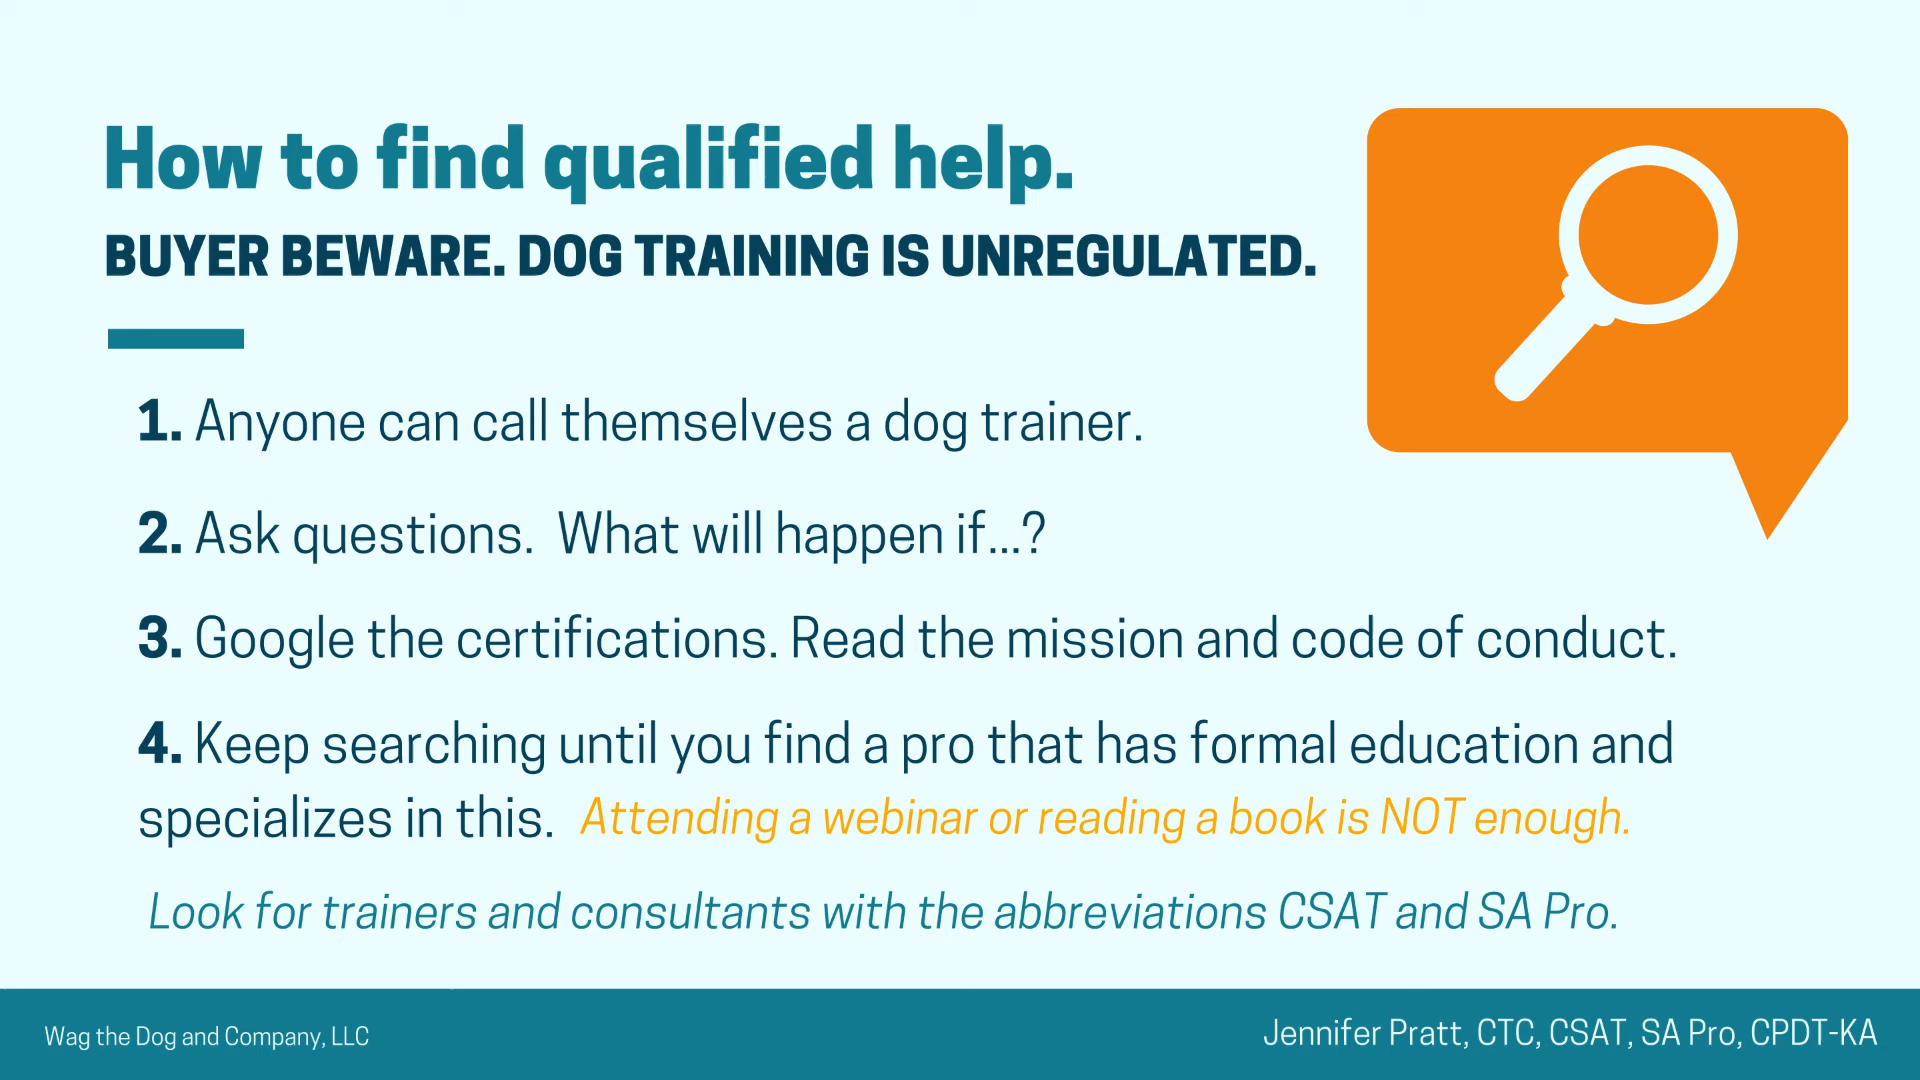 How to find qualified help.
BUYER BEWARE. DOG TRAINING IS UNREGULATED.
1. Anyone can call themselves a dog trainer.
2. Ask questions.  What will happen if...?
3. Google the certifications. Read the mission and code of conduct.
4. Keep searching until you find a pro that has formal education and
specializes in this.  Attending a webinar or reading a book is NOT enough.
Look for trainers and consultants with the abbreviations CSAT and SA Pro.
Wag the Dog and Company, LLC
Jennifer Pratt, CTC, CSAT, SA Pro, CPDT-KA